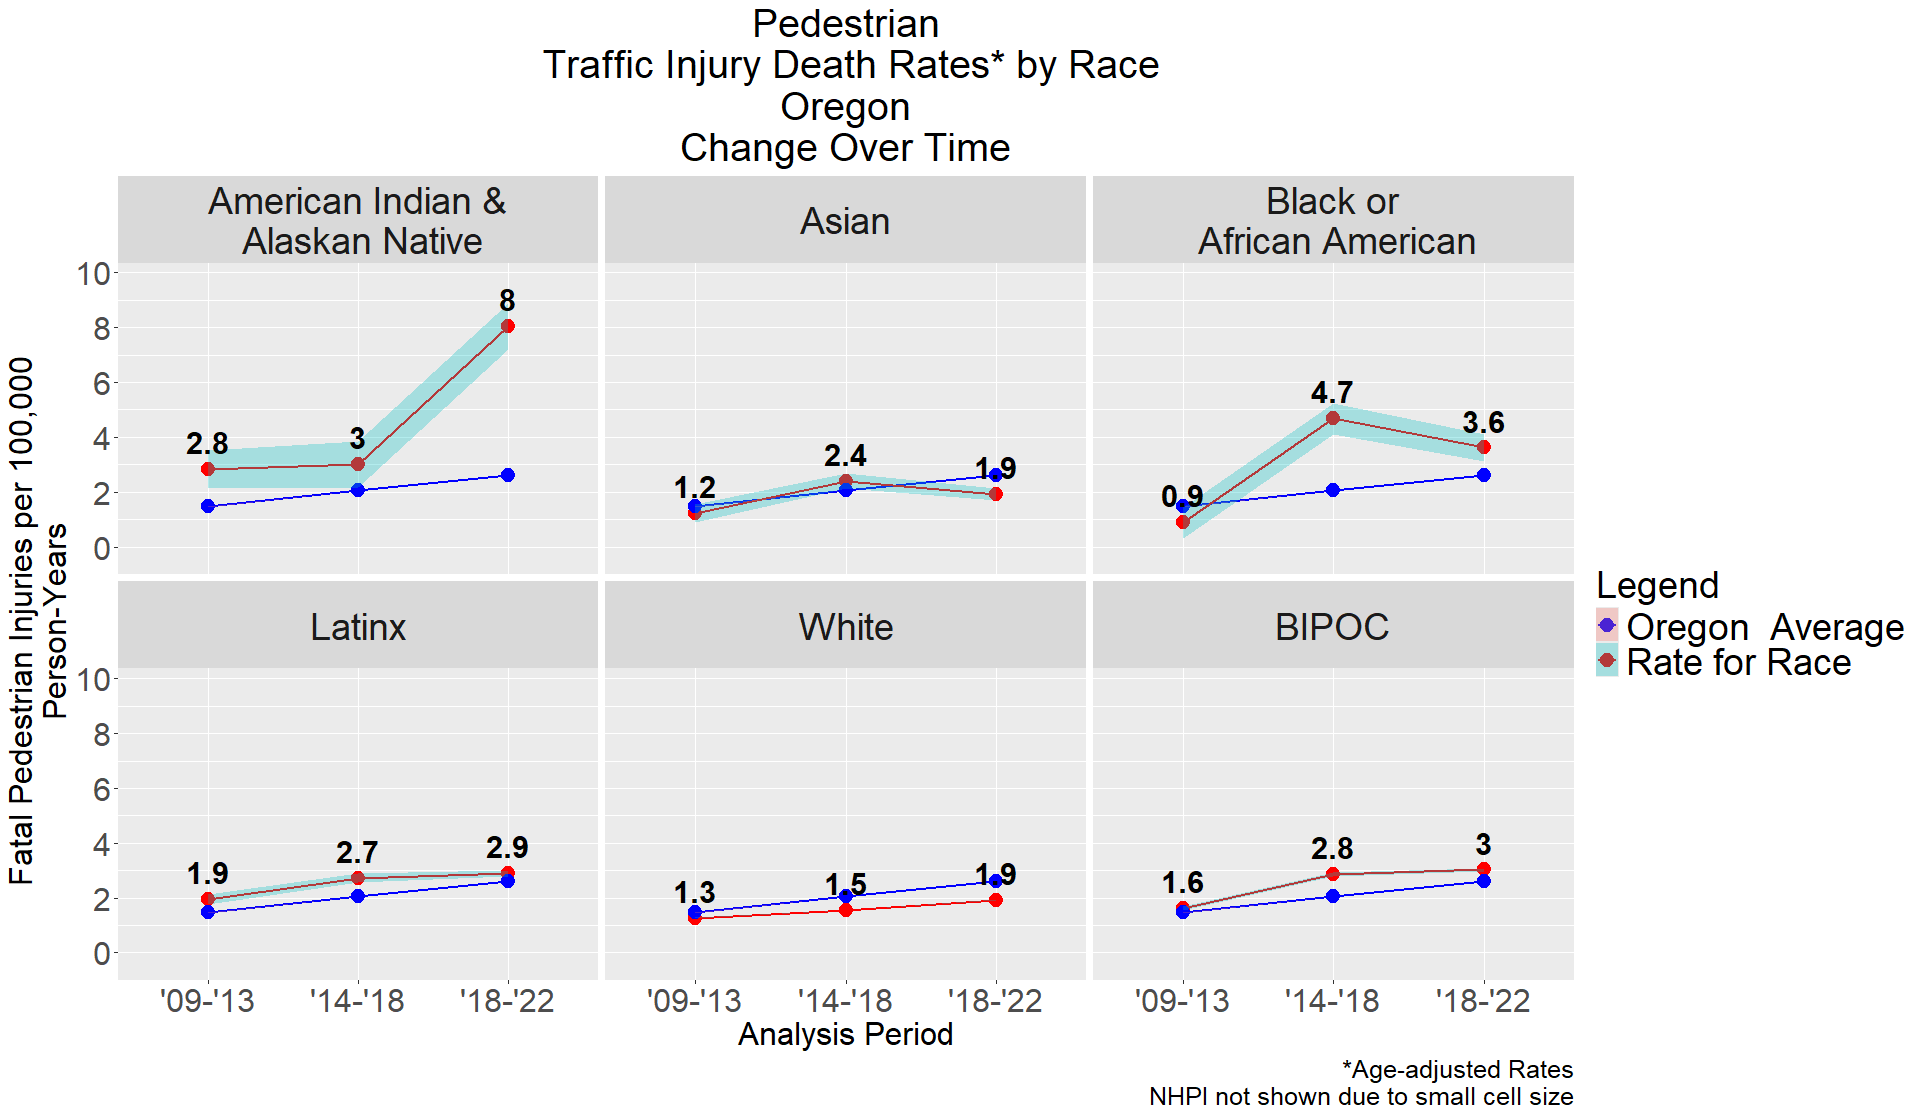 Pedestrian
Traffic Injury Death Rates* by Race
Oregon
Change Over Time
American Indian &
Alaskan Native
Asian
Black or
African American
10
8
6
4
2
0
2.8
3
8
1.2
2.4
1.9
0.9
4.7
3.6
Fatal Pedestrian Injuries per 100,000
Person-Years
Latinx
White
BIPOC
10
8
6
4
2
0
1.9
2.7
2.9
1.3
1.5
1.9
1.6
2.8
3
'09-'13
'14-'18
'18-'22
'09-'13
'14-'18
'18-'22
'09-'13
'14-'18
'18-'22
Analysis Period
Legend
Oregon  Average
Rate for Race
*Age-adjusted Rates
NHPI not shown due to small cell size